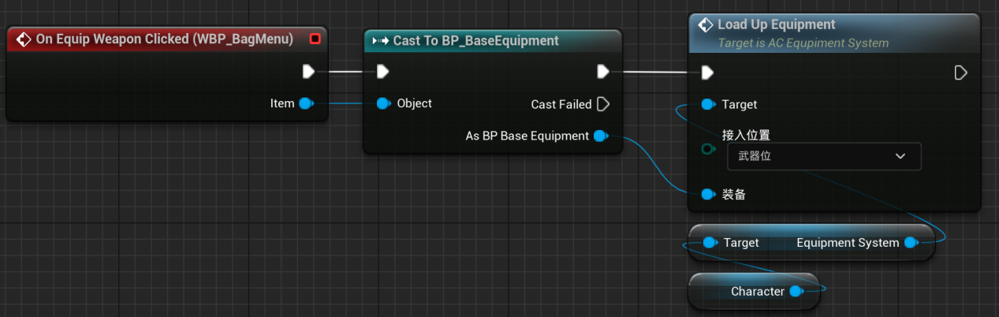 On Equip Weapon Clicked (WBP_BagMenu)
Item
Cast To BP_BaseEquipment
Object
Cast Failed
As BP Base Equipment
Load Up Equipment
Target is AC Equpiment System
Target
接入位置
武器位
装备
Target
Equipment System
Character